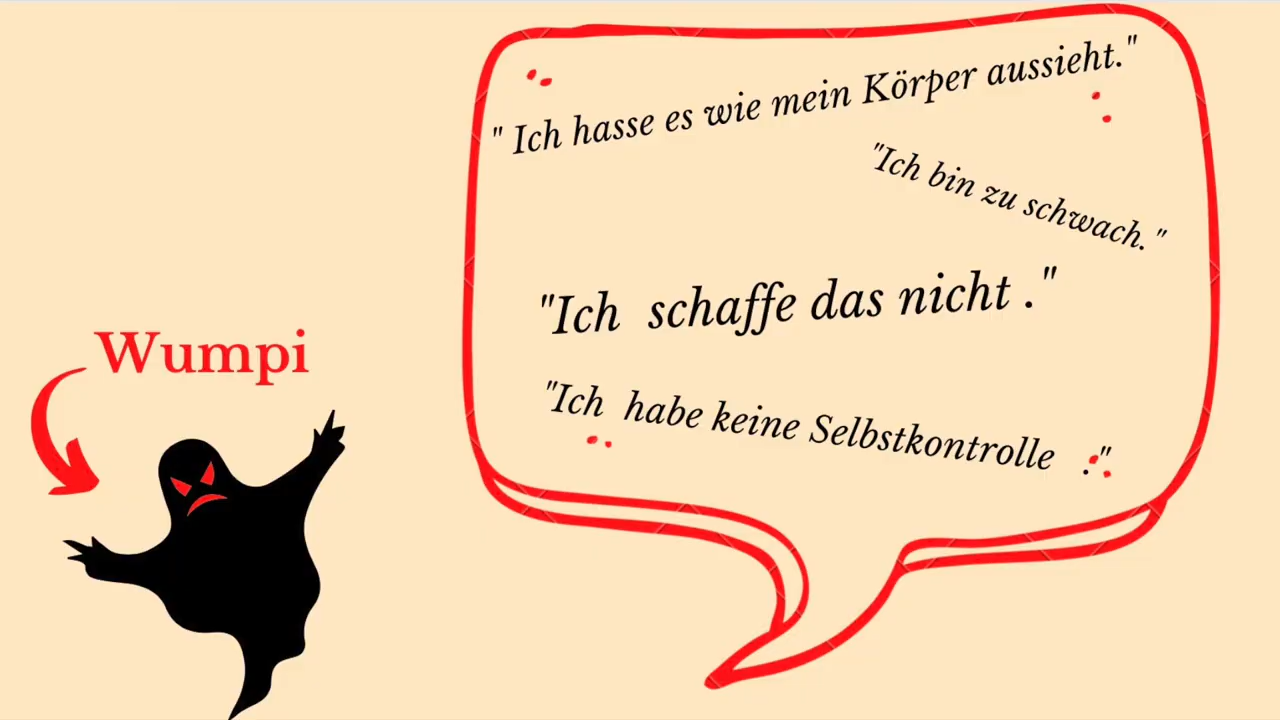 " Ich hasse es wie mein Körper aussieht."
"Ich bin zu schwach."
"Ich schaffe das nicht ."
Wumpi
"Ich habe keine Selbstkontrolle ."